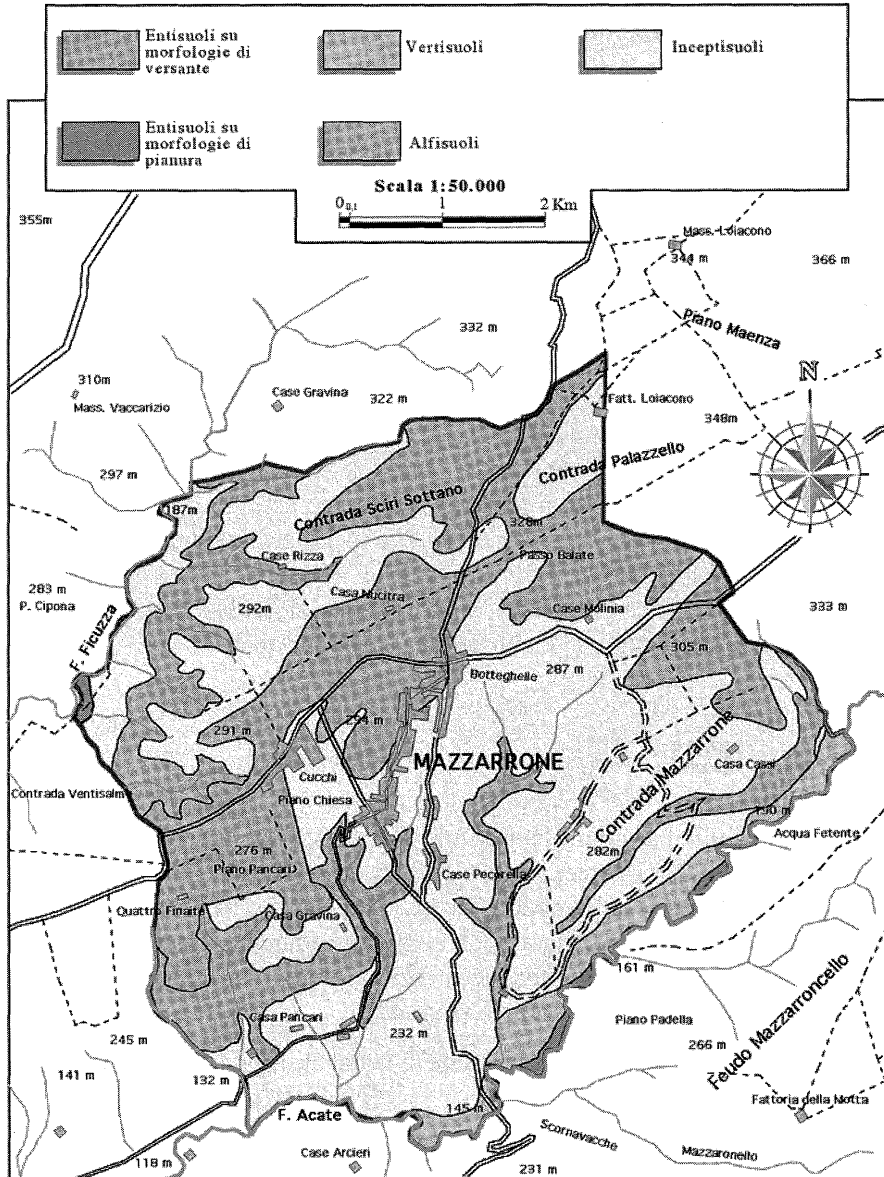 Entisuoli su
morfologie di
versante
Vertisuoli
Inceptisuoli
Entisuoli su
morfologie di
pianura
Alfisuoli
Scala 1:50.000
0 0,1 1 2 Km
355m
Mass. Loiacono
344 m
366 m
332 m
Piano Maenza
N
310m
Mass. Vaccarizio
Case Gravina
322 m
Fatt. Loiacono
348m
297 m
Contrada Palazzello
187m
Contrada Sciri Sottano
328m
Case Rizza
Passo Balate
283 m
P. Cipona
292m
Casa Nucitra
Case Molinia
333 m
F. Ficuzza
305 m
287 m
Botteghelle
291 m
294 m
MAZZARRONE
Contrada Mazzarrone
Casa Cassi
Cucchi
Contrada Ventisalme
Piano Chiesa
190 m
Acqua Fetente
276 m
Piano Pancari
282m
Case Pecorella
Quattro Finaite
Casa Gravina
161 m
Casa Pancari
Piano Padella
232 m
245 m
266 m
Feudo Mazzarroncello
141 m
132 m
Fattoria della Motta
F. Acate
145 m
Scornavacche
Case Arcieri
Mazzaronello
118 m
231 m